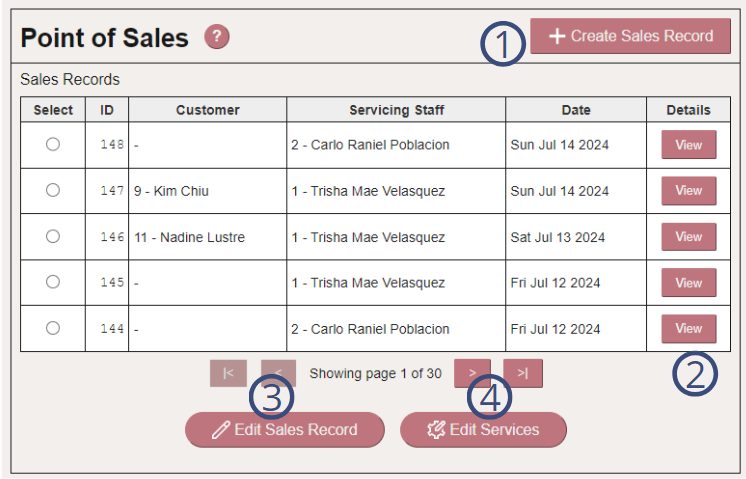 Point of Sales ? 1 + Create Sales Record
Sales Records
Select ID Customer Servicing Staff Date Details
148 - 2 - Carlo Raniel Poblacion Sun Jul 14 2024 View
147 9 - Kim Chiu 1 - Trisha Mae Velasquez Sun Jul 14 2024 View
146 11 - Nadine Lustre 1 - Trisha Mae Velasquez Sat Jul 13 2024 View
145 - 1 - Trisha Mae Velasquez Fri Jul 12 2024 View
144 - 2 - Carlo Raniel Poblacion Fri Jul 12 2024 View
|< < Showing page 1 of 30 > >| 2
3 4
Edit Sales Record Edit Services